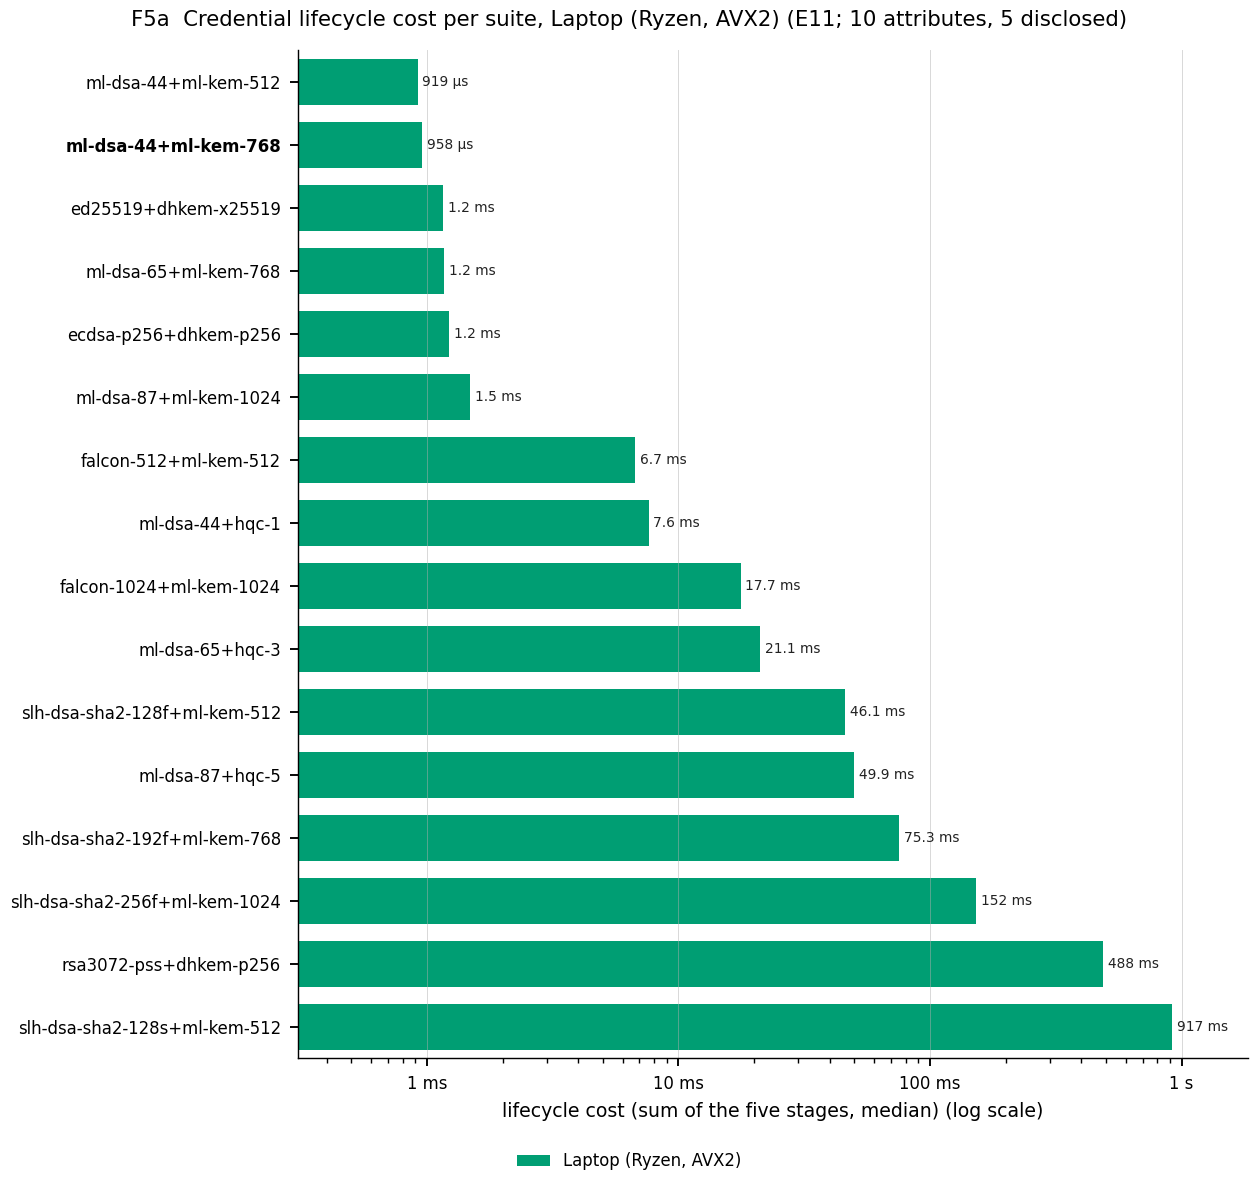 F5a  Credential lifecycle cost per suite, Laptop (Ryzen, AVX2) (E11; 10 attributes, 5 disclosed)
ml-dsa-44+ml-kem-512 919 µs
ml-dsa-44+ml-kem-768 958 µs
ed25519+dhkem-x25519 1.2 ms
ml-dsa-65+ml-kem-768 1.2 ms
ecdsa-p256+dhkem-p256 1.2 ms
ml-dsa-87+ml-kem-1024 1.5 ms
falcon-512+ml-kem-512 6.7 ms
ml-dsa-44+hqc-1 7.6 ms
falcon-1024+ml-kem-1024 17.7 ms
ml-dsa-65+hqc-3 21.1 ms
slh-dsa-sha2-128f+ml-kem-512 46.1 ms
ml-dsa-87+hqc-5 49.9 ms
slh-dsa-sha2-192f+ml-kem-768 75.3 ms
slh-dsa-sha2-256f+ml-kem-1024 152 ms
rsa3072-pss+dhkem-p256 488 ms
slh-dsa-sha2-128s+ml-kem-512 917 ms
1 ms 10 ms 100 ms 1 s
lifecycle cost (sum of the five stages, median) (log scale)
Laptop (Ryzen, AVX2)